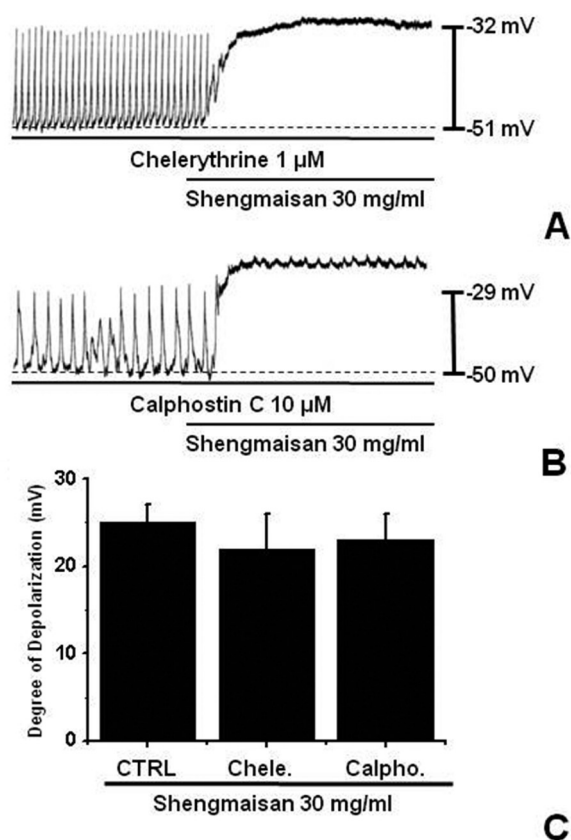 -32 mV
-51 mV
Chelerythrine 1 µM
Shengmaisan 30 mg/ml
A
-29 mV
-50 mV
Calphostin C 10 µM
Shengmaisan 30 mg/ml
B
Degree of Depolarization (mV)
30
20
10
0
CTRL Chele. Calpho.
Shengmaisan 30 mg/ml
C